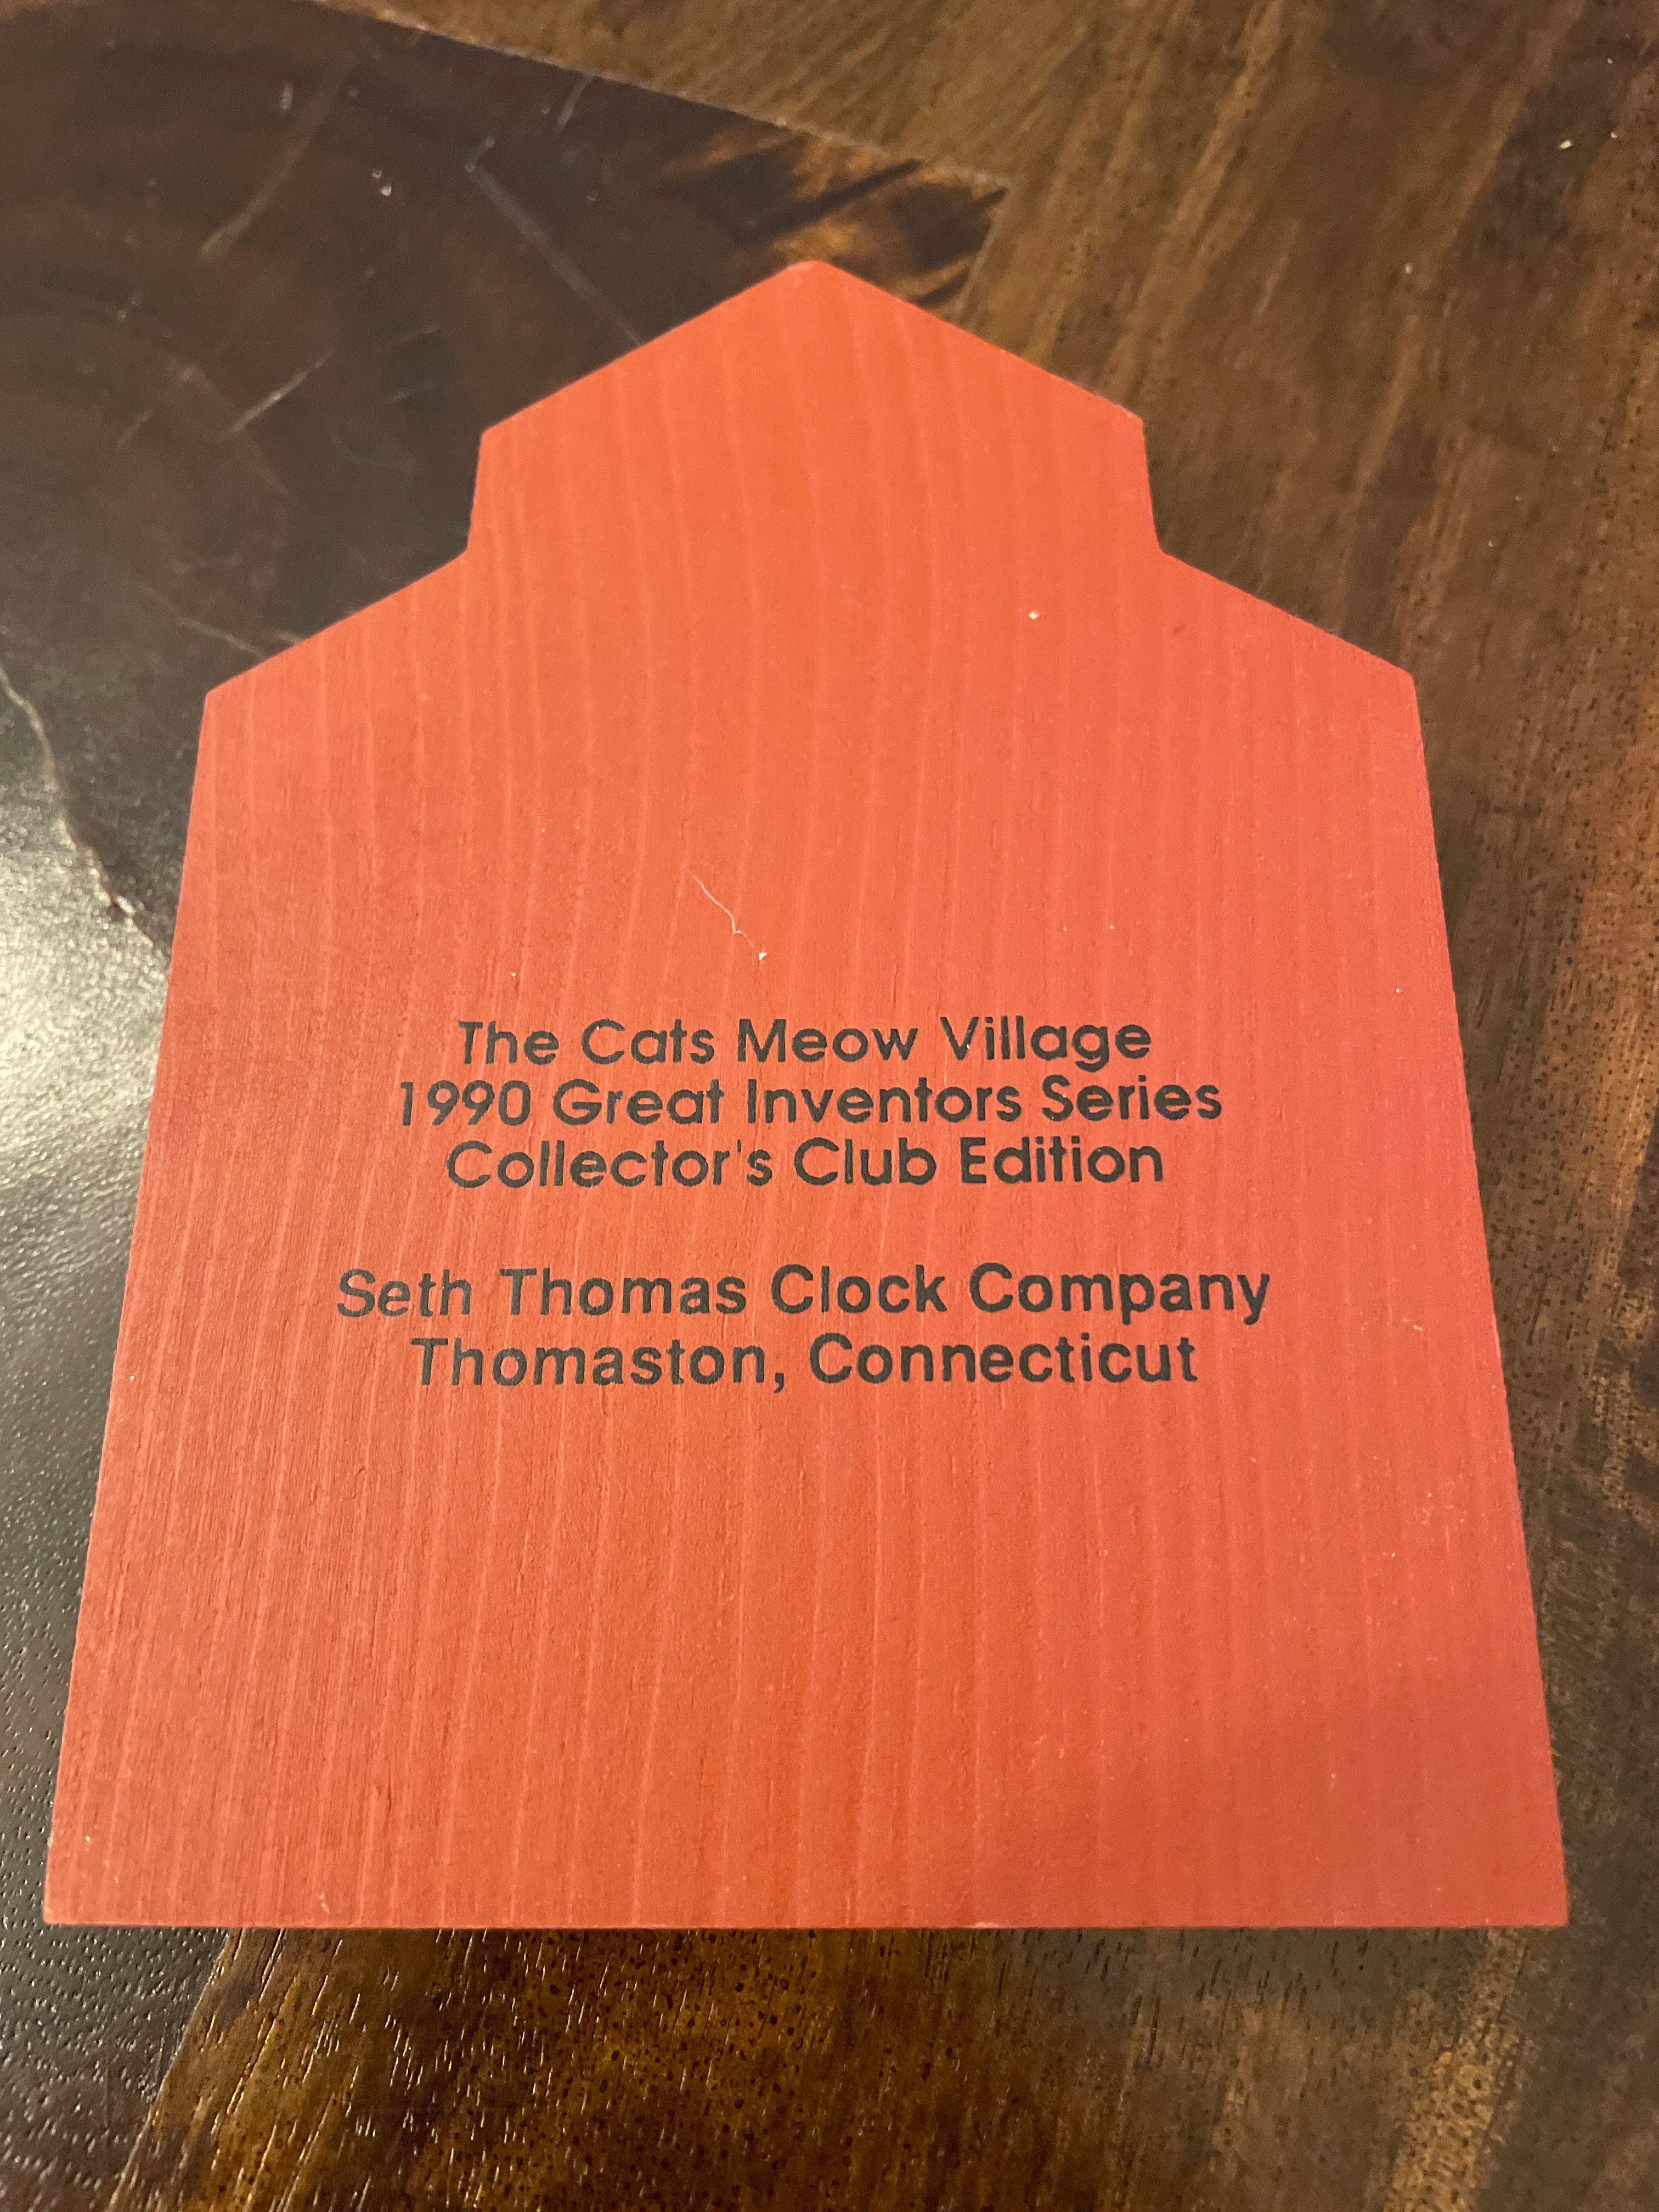 The Cats Meow Village
1990 Great Inventors Series
Collector's Club Edition
Seth Thomas Clock Company
Thomaston, Connecticut